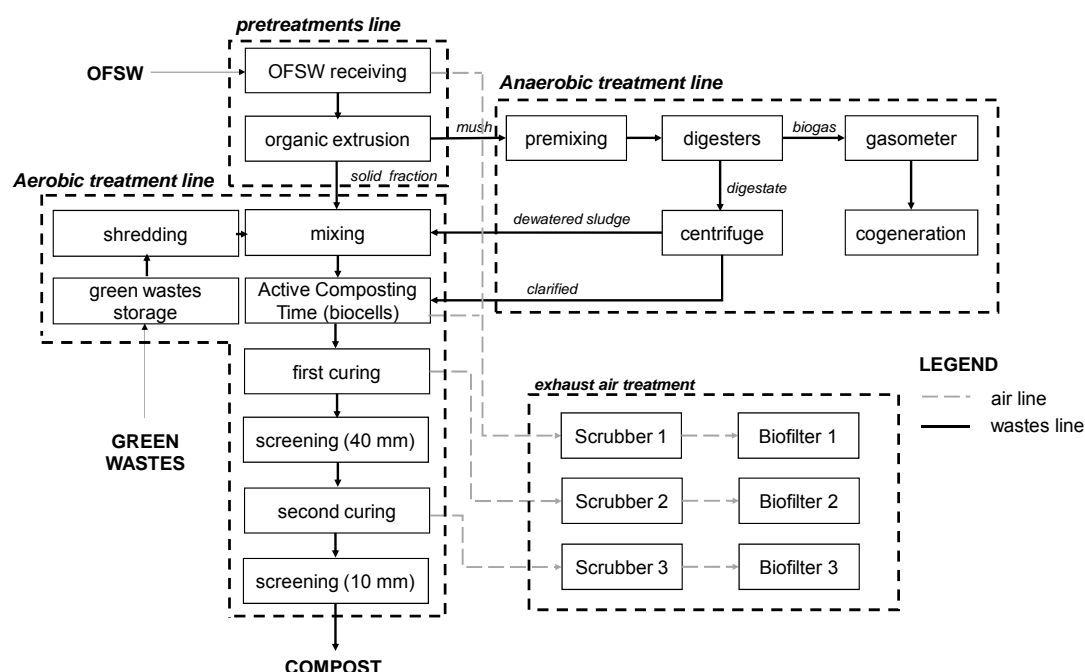 pretreatments line
OFSW
OFSW receiving
organic extrusion
mush
solid fraction
Anaerobic treatment line
premixing
digesters
biogas
gasometer
digestate
cogeneration
centrifuge
dewatered sludge
clarified
Aerobic treatment line
shredding
mixing
green wastes
storage
Active Composting
Time (biocells)
first curing
screening (40 mm)
second curing
screening (10 mm)
GREEN
WASTES
COMPOST
exhaust air treatment
Scrubber 1
Biofilter 1
Scrubber 2
Biofilter 2
Scrubber 3
Biofilter 3
LEGEND
air line
wastes line